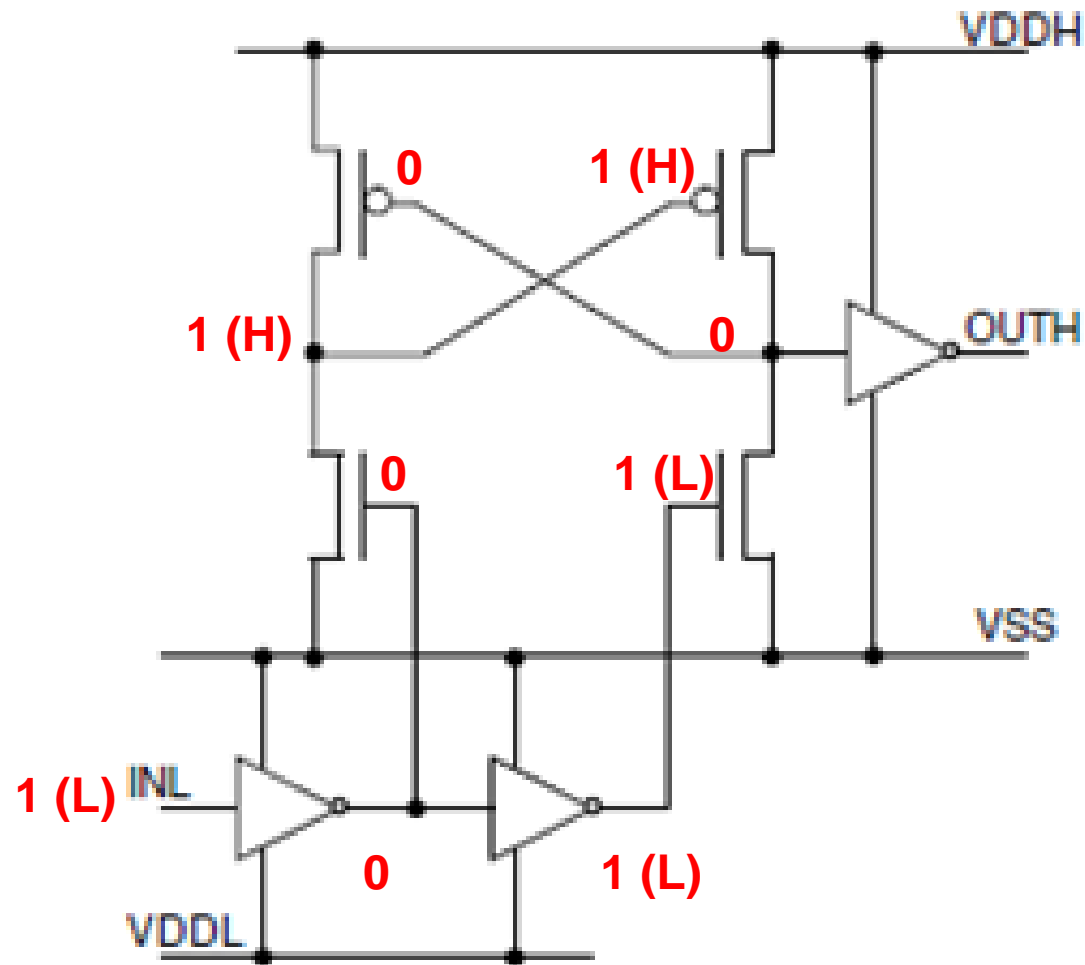 VDDH
0
1 (H)
1 (H)
0
OUTH
0
1 (L)
VSS
1 (L)
INL
0
1 (L)
VDDL